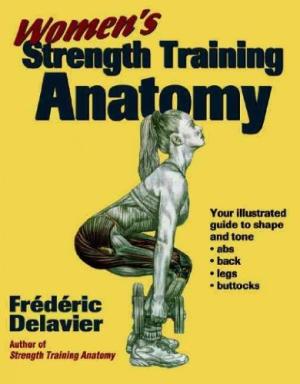 Women's
Strength Training
Anatomy
Your illustrated
guide to shape
and tone
• abs
• back
• legs
• buttocks
Frédéric
Delavier
Author of
Strength Training Anatomy